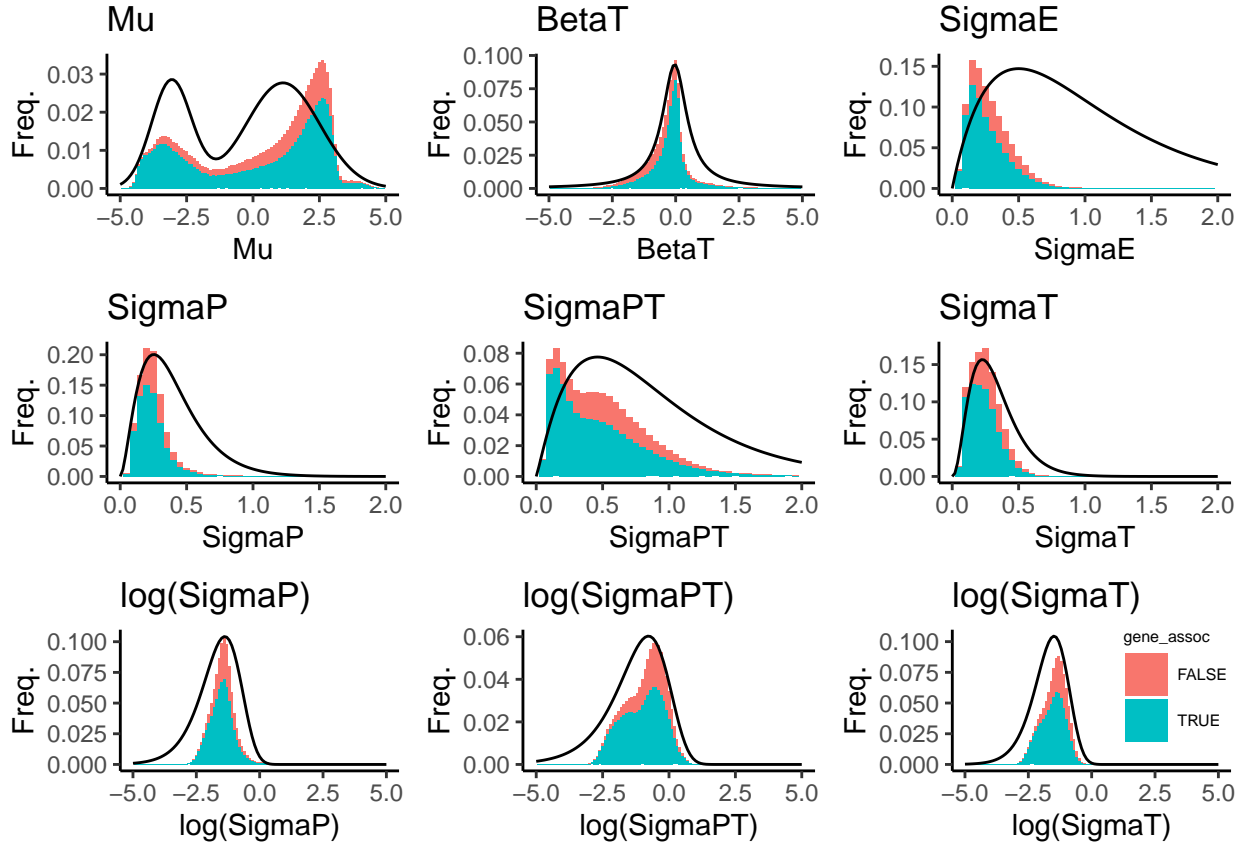 Mu
BetaT
SigmaE
Freq.
0.03
0.02
0.01
0.00
−5.0 −2.5 0.0 2.5 5.0
Mu
Freq.
0.100
0.075
0.050
0.025
0.000
−5.0 −2.5 0.0 2.5 5.0
BetaT
Freq.
0.15
0.10
0.05
0.00
0.0 0.5 1.0 1.5 2.0
SigmaE
SigmaP
SigmaPT
SigmaT
Freq.
0.20
0.15
0.10
0.05
0.00
0.0 0.5 1.0 1.5 2.0
SigmaP
Freq.
0.08
0.06
0.04
0.02
0.00
0.0 0.5 1.0 1.5 2.0
SigmaPT
Freq.
0.15
0.10
0.05
0.00
0.0 0.5 1.0 1.5 2.0
SigmaT
log(SigmaP)
log(SigmaPT)
log(SigmaT)
Freq.
0.100
0.075
0.050
0.025
0.000
−5.0 −2.5 0.0 2.5 5.0
log(SigmaP)
Freq.
0.06
0.04
0.02
0.00
−5.0 −2.5 0.0 2.5 5.0
log(SigmaPT)
Freq.
0.100
0.075
0.050
0.025
0.000
−5.0 −2.5 0.0 2.5 5.0
log(SigmaT)
gene_assoc
FALSE
TRUE